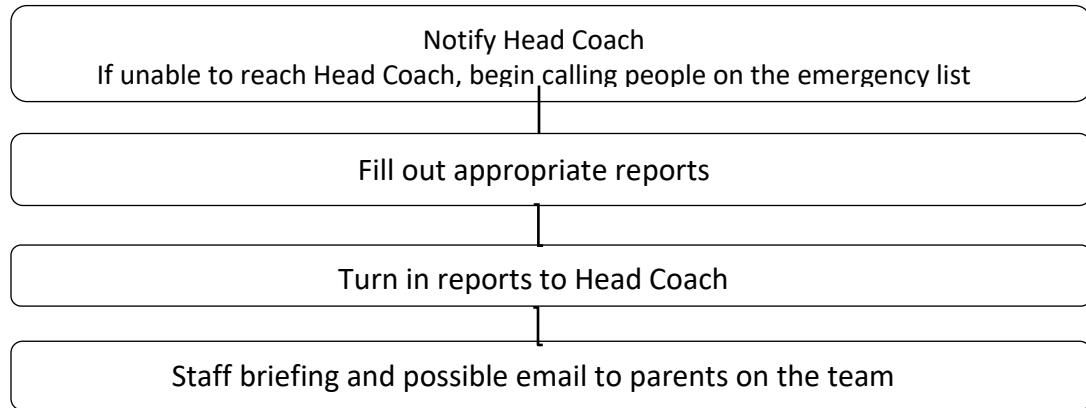 Notify Head Coach
If unable to reach Head Coach, begin calling people on the emergency list
Fill out appropriate reports
Turn in reports to Head Coach
Staff briefing and possible email to parents on the team